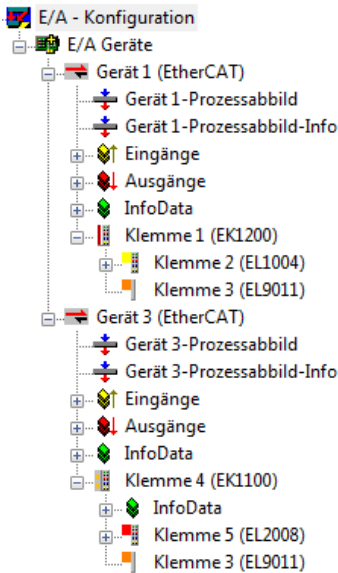 E/A - Konfiguration
E/A Geräte
Gerät 1 (EtherCAT)
Gerät 1-Prozessabbild
Gerät 1-Prozessabbild-Info
Eingänge
Ausgänge
InfoData
Klemme 1 (EK1200)
Klemme 2 (EL1004)
Klemme 3 (EL9011)
Gerät 3 (EtherCAT)
Gerät 3-Prozessabbild
Gerät 3-Prozessabbild-Info
Eingänge
Ausgänge
InfoData
Klemme 4 (EK1100)
InfoData
Klemme 5 (EL2008)
Klemme 3 (EL9011)